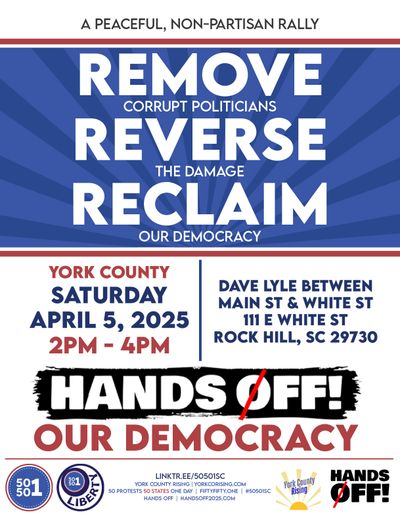 A PEACEFUL, NON-PARTISAN RALLY
REMOVE
CORRUPT POLITICIANS
REVERSE
THE DAMAGE
RECLAIM
OUR DEMOCRACY
YORK COUNTY
SATURDAY
APRIL 5, 2025
2PM - 4PM
DAVE LYLE BETWEEN
MAIN ST & WHITE ST
111 E WHITE ST
ROCK HILL, SC 29730
HANDS OFF!
OUR DEMOCRACY
50
50 1
LIBERTY
LINKTR.EE/50501SC
YORK COUNTY RISING | YORKCORISING.COM
50 PROTESTS 50 STATES ONE DAY | FIFTYFIFTY.ONE | #50501SC
HANDS OFF | HANDSOFF2025.COM
York County
Rising
HANDS
OFF!